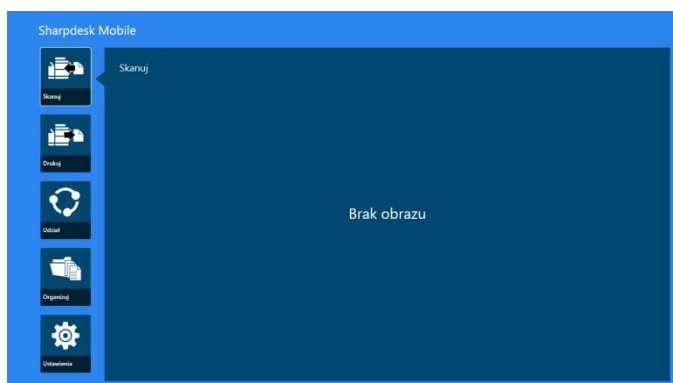 Sharpdesk Mobile
Skanuj
Skanuj
Drukuj
Udział
Organizuj
Ustawienia
Brak obrazu